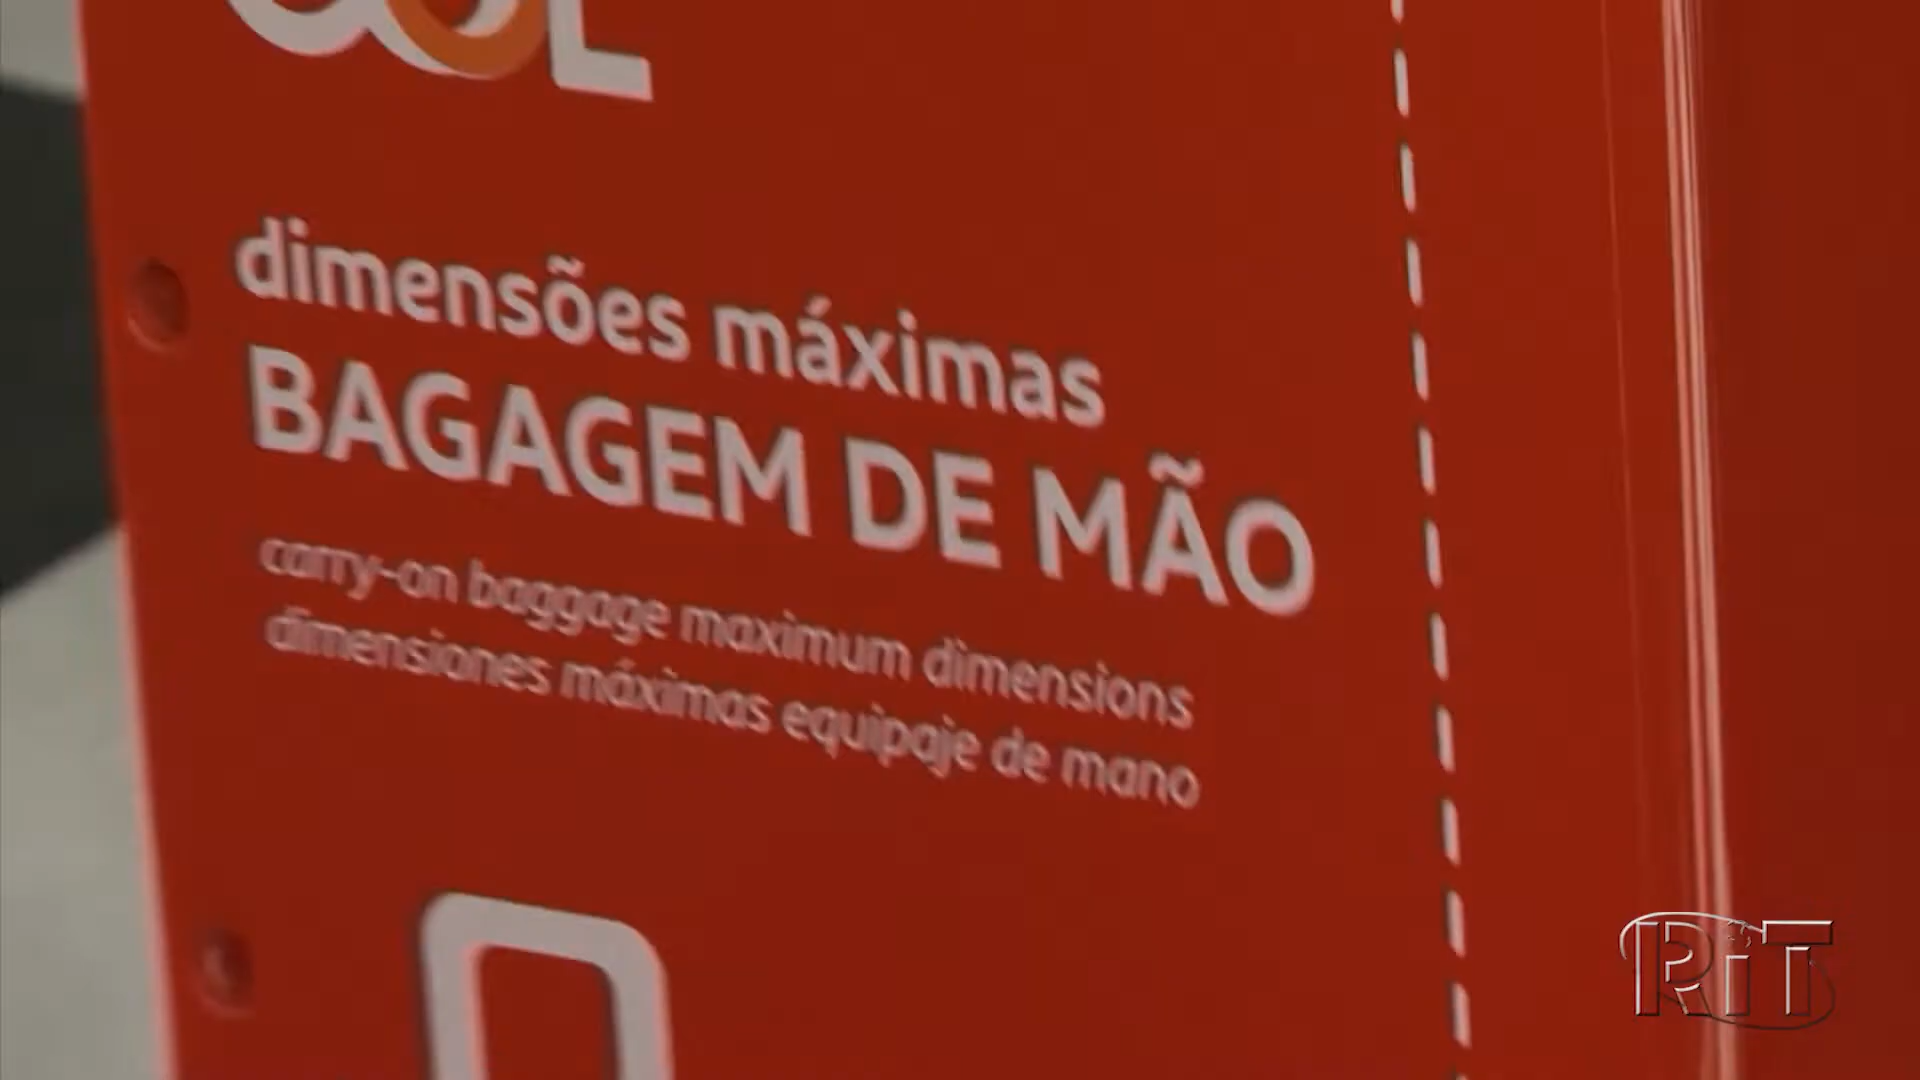 GOL
dimensões máximas
BAGAGEM DE MÃO
carry-on baggage maximum dimensions
dimensiones máximas equipaje de mano
RiT